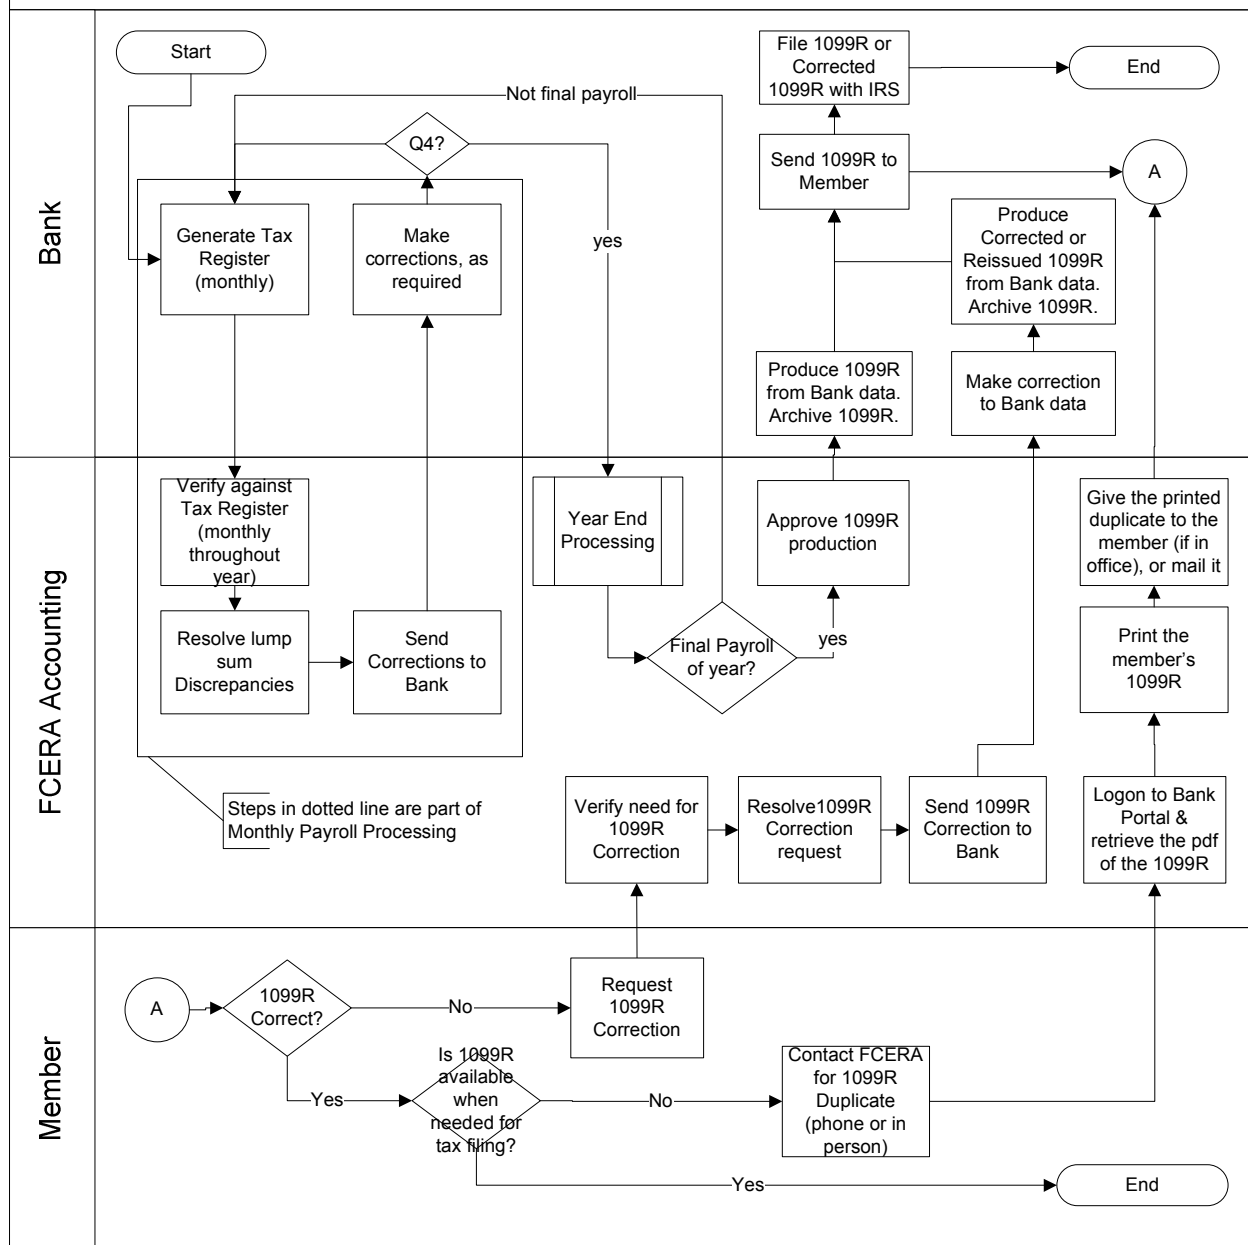 Bank
Start
Not final payroll
Q4?
File 1099R or
Corrected
1099R with IRS
End
Send 1099R to
Member
A
Generate Tax
Register
(monthly)
Make
corrections, as
required
yes
Produce
Corrected or
Reissued 1099R
from Bank data.
Archive 1099R.
Produce 1099R
from Bank data.
Archive 1099R.
Make correction
to Bank data
FCERA Accounting
Verify against
Tax Register
(monthly
throughout
year)
Year End
Processing
Approve 1099R
production
Give the printed
duplicate to the
member (if in
office), or mail it
Resolve lump
sum
Discrepancies
Send
Corrections to
Bank
Final Payroll
of year?
yes
Print the
member's
1099R
Steps in dotted line are part of
Monthly Payroll Processing
Verify need for
1099R
Correction
Resolve1099R
Correction
request
Send 1099R
Correction to
Bank
Logon to Bank
Portal &
retrieve the pdf
of the 1099R
Member
A
1099R
Correct?
No
Request
1099R
Correction
Yes
Is 1099R
available
when
needed for
tax filing?
No
Contact FCERA
for 1099R
Duplicate
(phone or in
person)
Yes
End